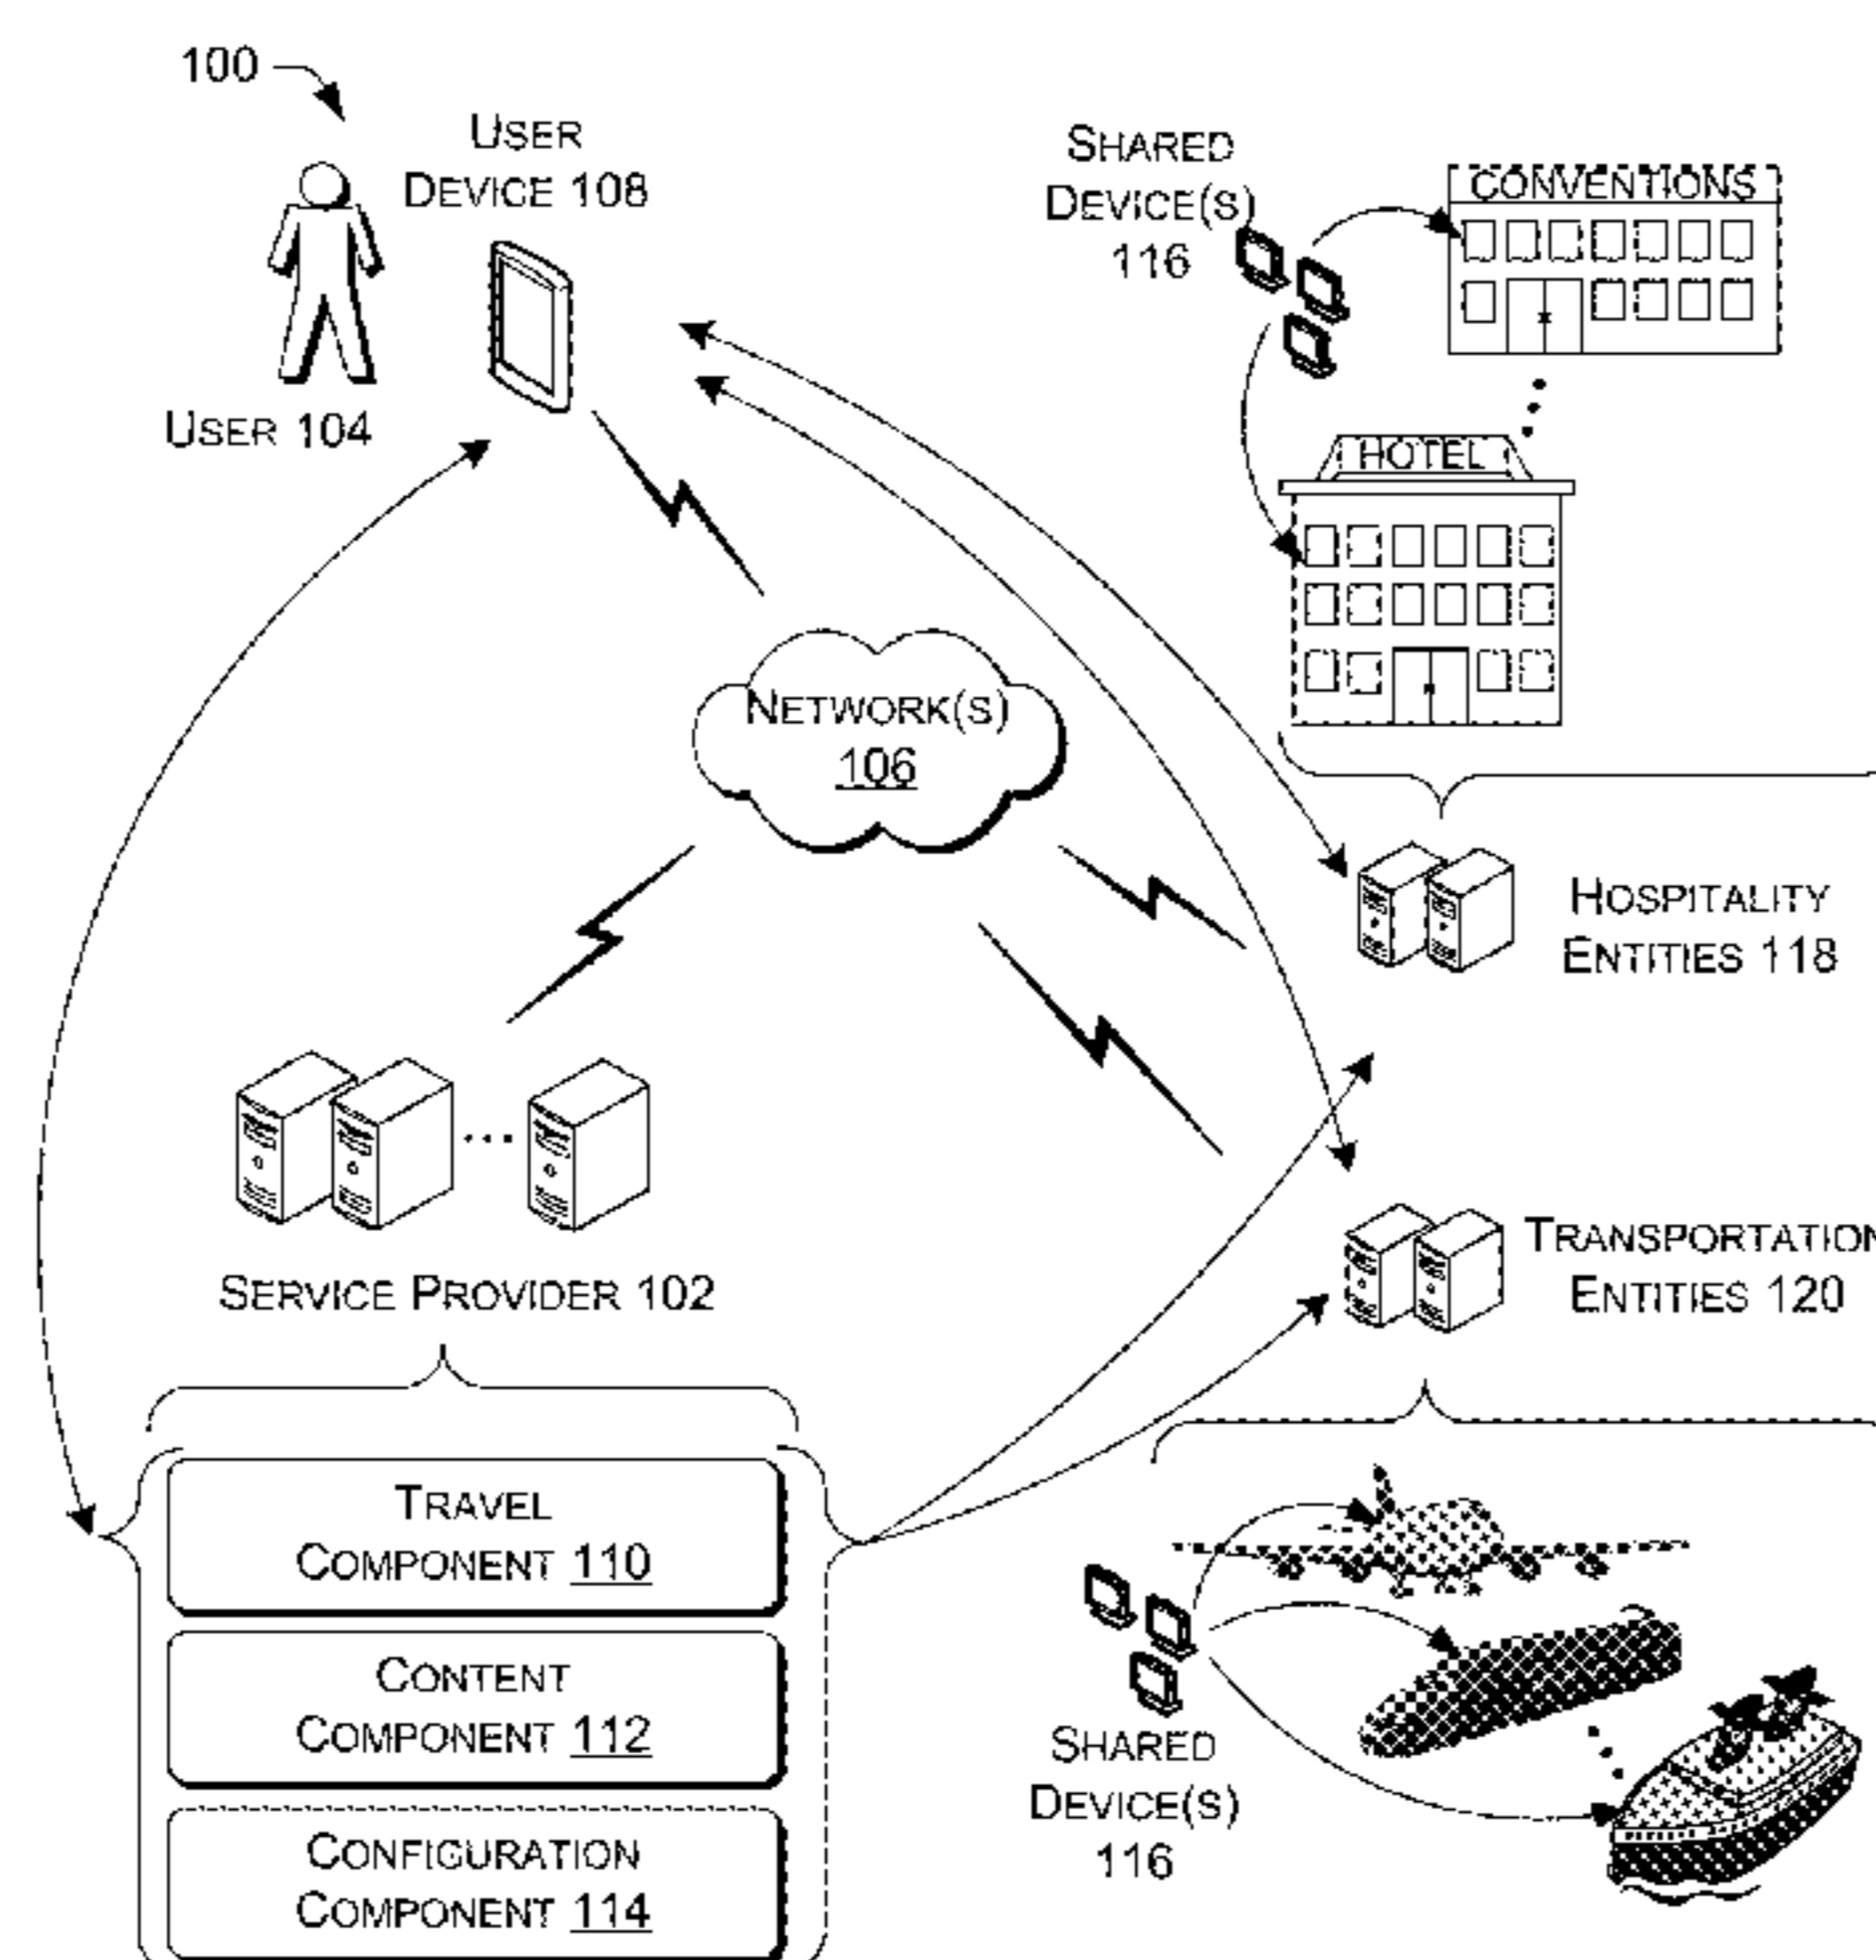 100
USER
DEVICE 108
USER 104
SHARED
DEVICE(S)
116
CONVENTIONS
HOTEL
NETWORK(S)
106
HOSPITALITY
ENTITIES 118
SERVICE PROVIDER 102
TRANSPORTATION
ENTITIES 120
TRAVEL
COMPONENT 110
CONTENT
COMPONENT 112
CONFIGURATION
COMPONENT 114
SHARED
DEVICE(S)
116